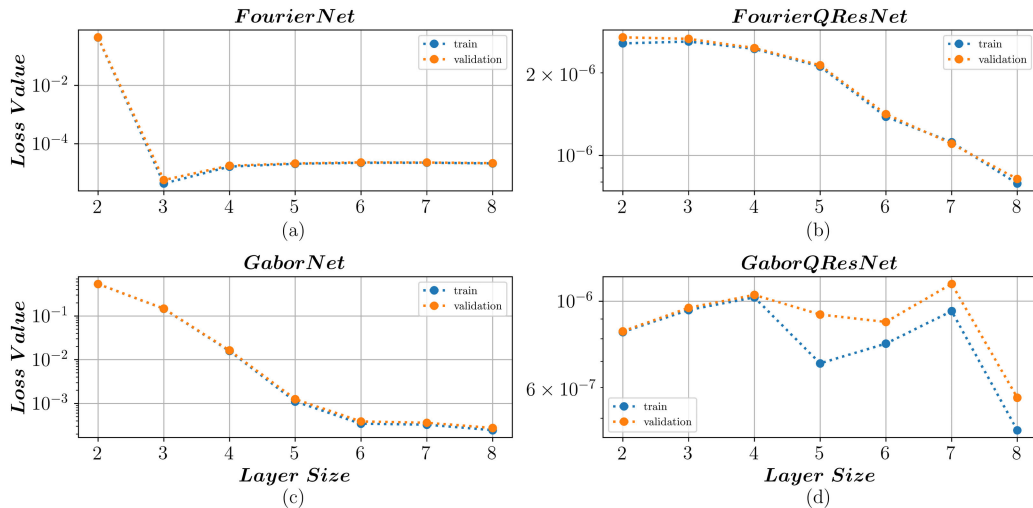 FourierNet
Loss Value
10⁻²
10⁻⁴
train
validation
2 3 4 5 6 7 8
(a)
FourierQResNet
2 × 10⁻⁶
10⁻⁶
train
validation
2 3 4 5 6 7 8
(b)
GaborNet
Loss Value
10⁻¹
10⁻²
10⁻³
train
validation
2 3 4 5 6 7 8
Layer Size
(c)
GaborQResNet
10⁻⁶
6 × 10⁻⁷
train
validation
2 3 4 5 6 7 8
Layer Size
(d)